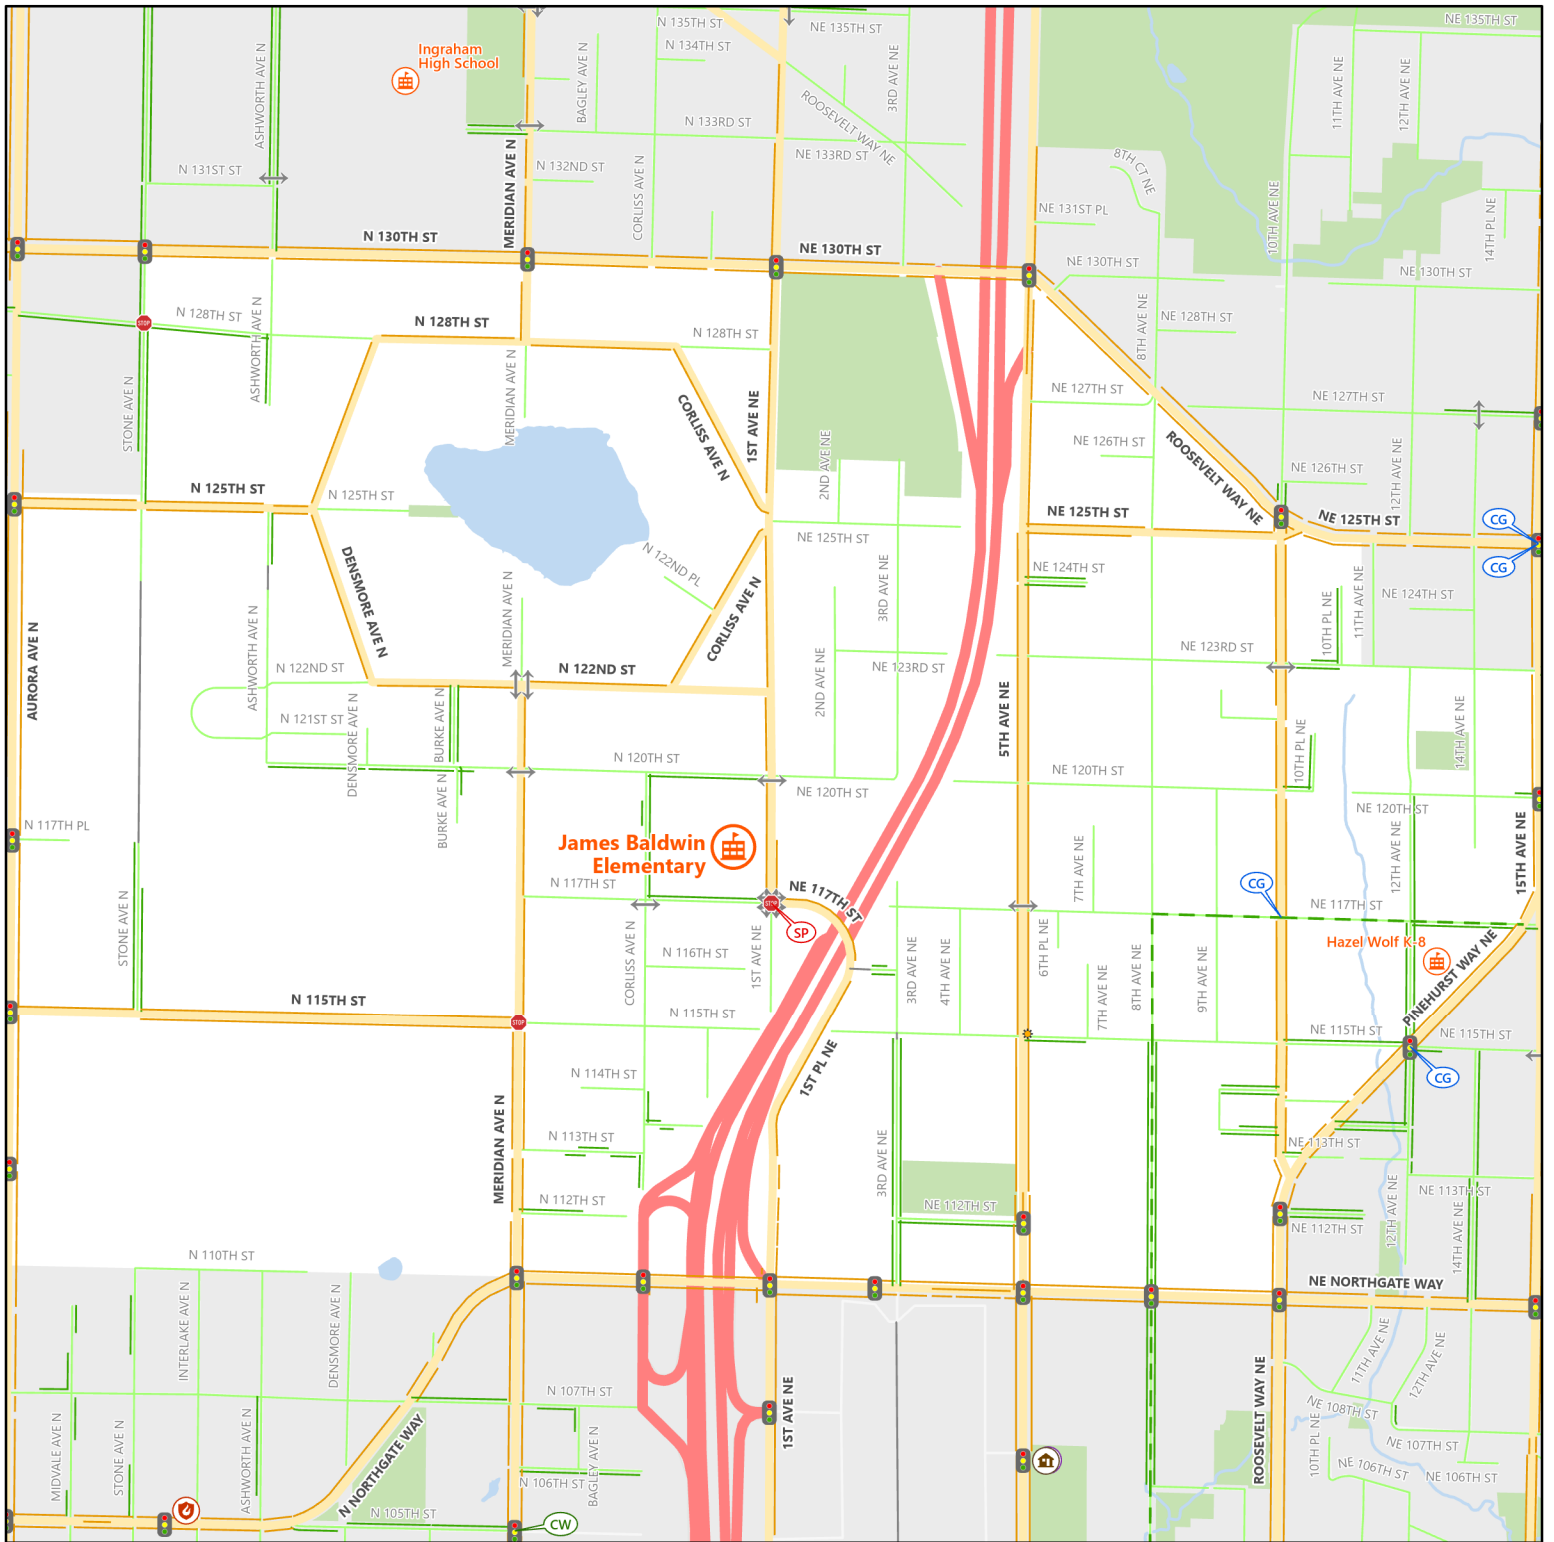 N 135TH ST
NE 135TH ST
NE 135TH ST
N 134TH ST
Ingraham
High School
ASHWORTH AVE N
BAGLEY AVE N
3RD AVE NE
11TH AVE NE
12TH AVE NE
ROOSEVELT WAY NE
N 133RD ST
NE 133RD ST
N 131ST ST
N 132ND ST
MERIDIAN AVE N
CORLISS AVE N
8TH CT NE
NE 131ST PL
10TH AVE NE
14TH PL NE
N 130TH ST
NE 130TH ST
NE 130TH ST
NE 130TH ST
N 128TH ST
STOP
ASHWORTH AVE N
N 128TH ST
N 128TH ST
8TH AVE NE
NE 128TH ST
MERIDIAN AVE N
STONE AVE N
CORLISS AVE N
1ST AVE NE
NE 127TH ST
NE 127TH ST
2ND AVE NE
NE 126TH ST
ROOSEVELT WAY NE
NE 126TH ST
12TH AVE NE
N 125TH ST
N 125TH ST
NE 125TH ST
NE 125TH ST
NE 125TH ST
CG
CG
N 122ND PL
DENSMORE AVE N
MERIDIAN AVE N
CORLISS AVE N
3RD AVE NE
NE 124TH ST
NE 124TH ST
10TH PL NE
11TH AVE NE
AURORA AVE N
ASHWORTH AVE N
N 122ND ST
N 122ND ST
NE 123RD ST
NE 123RD ST
2ND AVE NE
5TH AVE NE
N 121ST ST
DENSMORE AVE N
BURKE AVE N
10TH PL NE
14TH AVE NE
N 120TH ST
NE 120TH ST
NE 120TH ST
NE 120TH ST
BURKE AVE N
N 117TH PL
James Baldwin
Elementary
12TH AVE NE
15TH AVE NE
7TH AVE NE
N 117TH ST
NE 117TH ST
CG
NE 117TH ST
STOP
SP
STONE AVE N
CORLISS AVE N
N 116TH ST
1ST AVE NE
3RD AVE NE
4TH AVE NE
6TH PL NE
7TH AVE NE
8TH AVE NE
9TH AVE NE
Hazel Wolf K-8
PINEHURST WAY NE
N 115TH ST
STOP
N 115TH ST
NE 115TH ST
NE 115TH ST
CG
N 114TH ST
1ST PL NE
MERIDIAN AVE N
N 113TH ST
NE 113TH ST
3RD AVE NE
N 112TH ST
NE 112TH ST
NE 112TH ST
12TH AVE NE
NE 113TH ST
14TH AVE NE
N 110TH ST
NE NORTHGATE WAY
INTERLAKE AVE N
DENSMORE AVE N
11TH AVE NE
12TH AVE NE
N 107TH ST
ROOSEVELT WAY NE
NE 108TH ST
MIDVALE AVE N
STONE AVE N
ASHWORTH AVE N
N NORTHGATE WAY
1ST AVE NE
BAGLEY AVE N
10TH PL NE
NE 107TH ST
N 106TH ST
NE 106TH ST
NE 106TH ST
N 105TH ST
CW